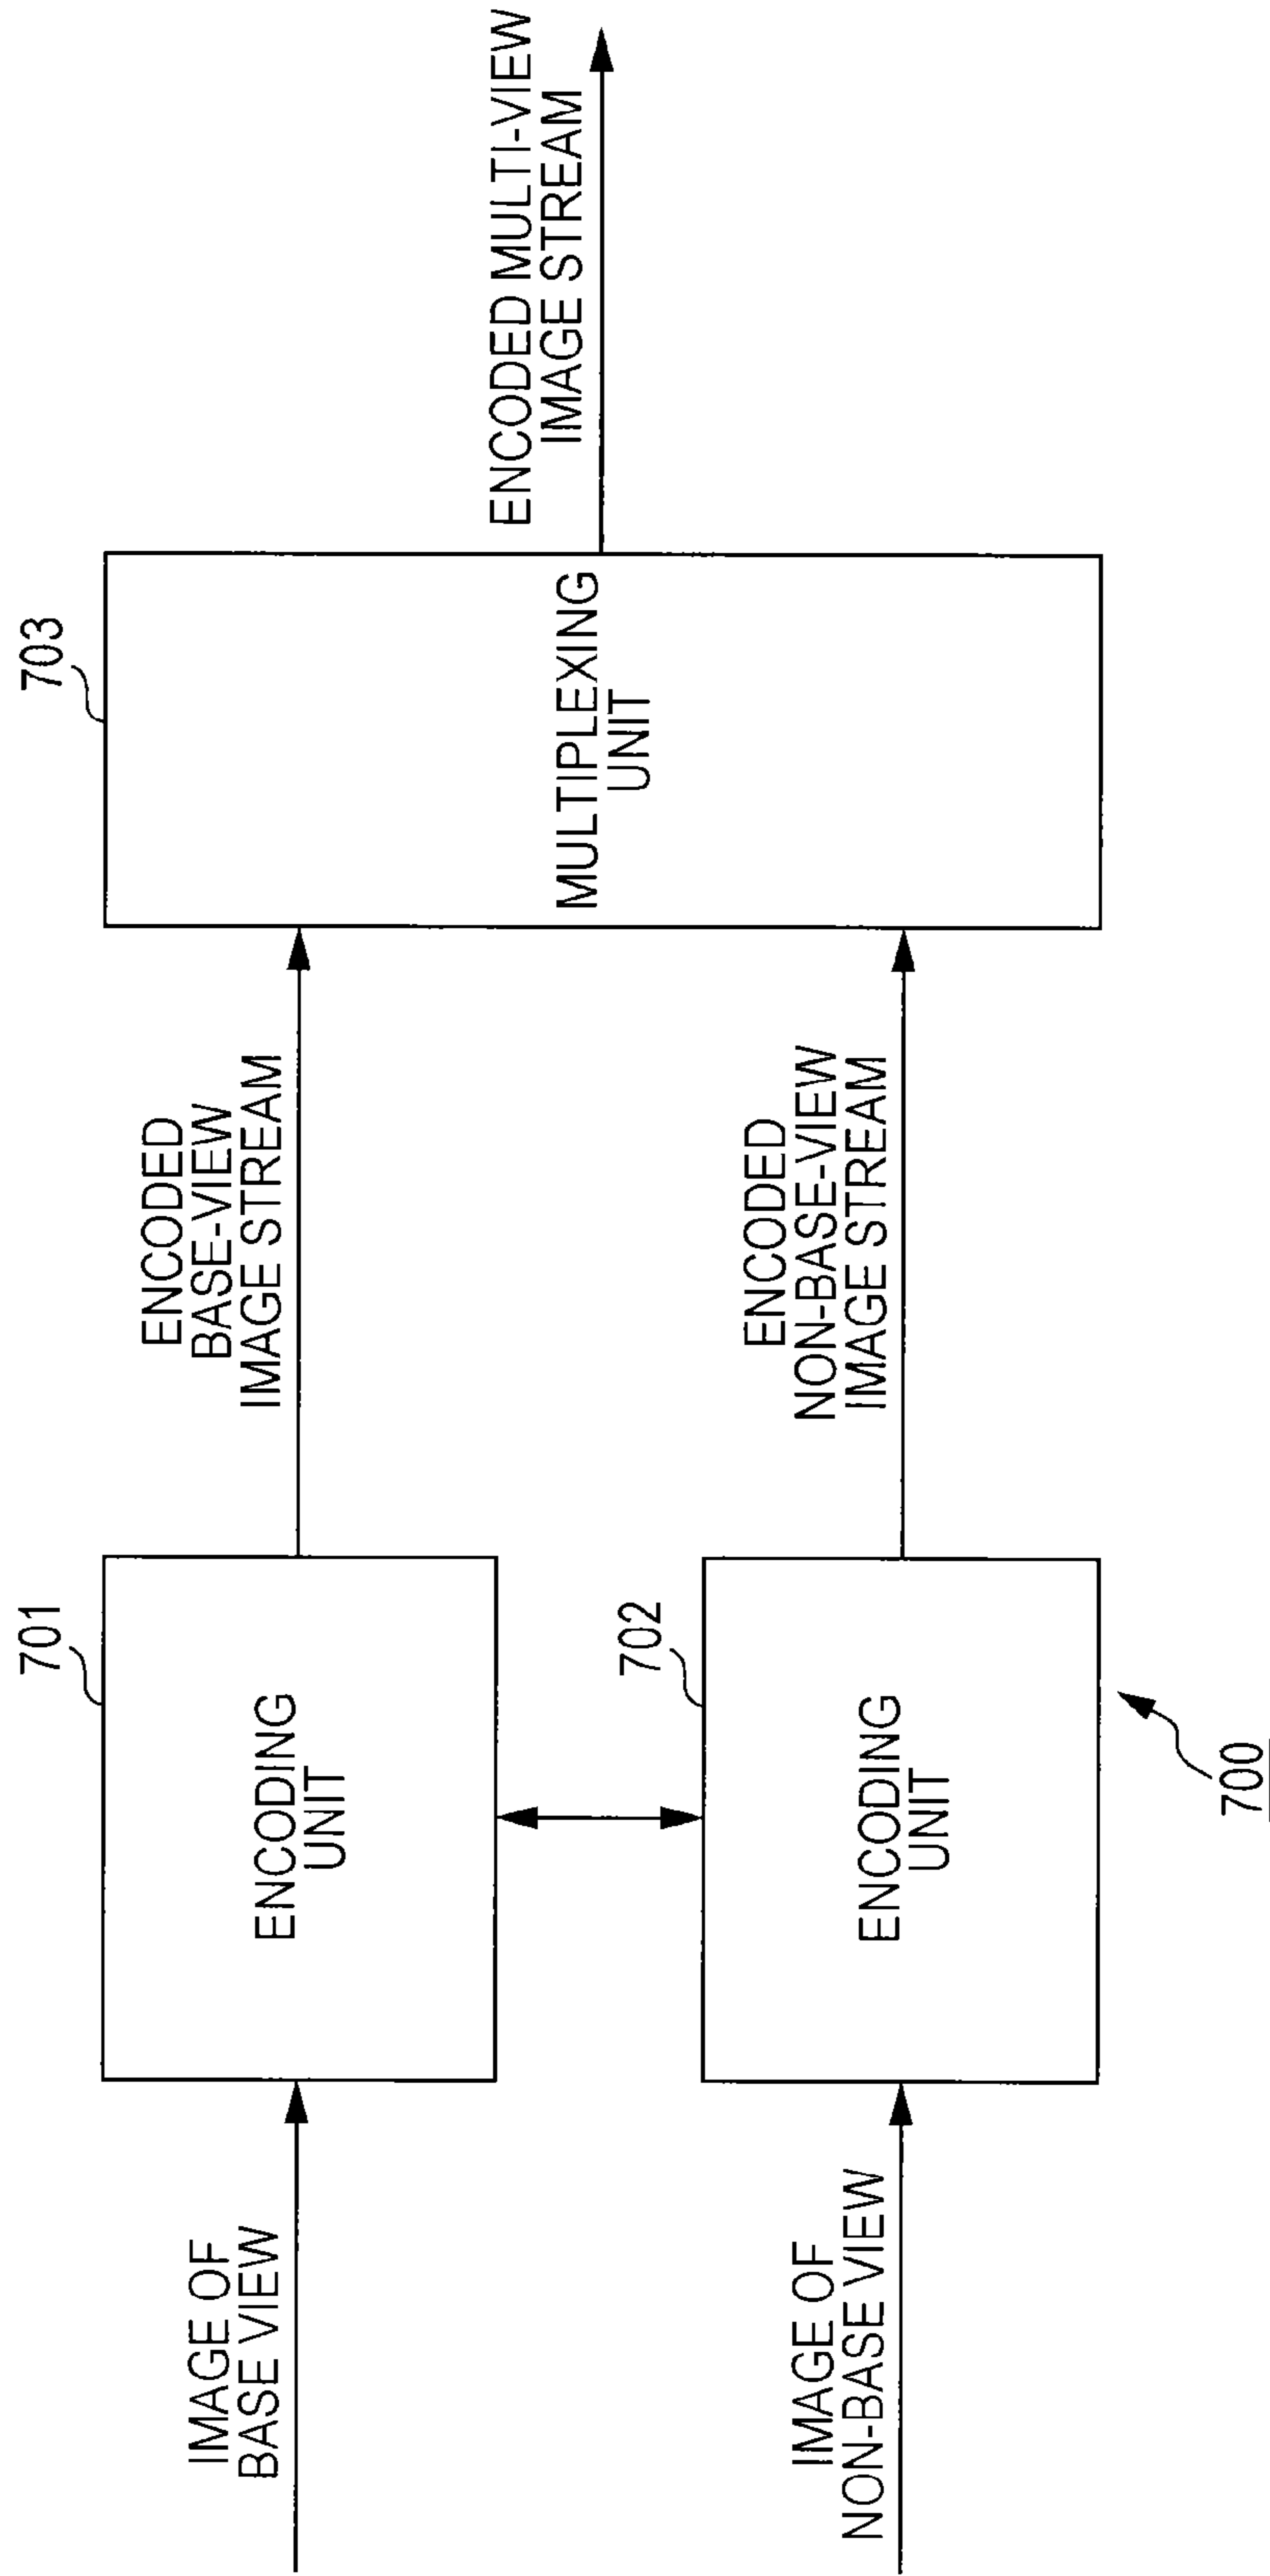 IMAGE OF
BASE VIEW
701
ENCODING
UNIT
ENCODED
BASE-VIEW
IMAGE STREAM
703
MULTIPLEXING
UNIT
ENCODED MULTI-VIEW
IMAGE STREAM
IMAGE OF
NON-BASE VIEW
702
ENCODING
UNIT
ENCODED
NON-BASE-VIEW
IMAGE STREAM
700